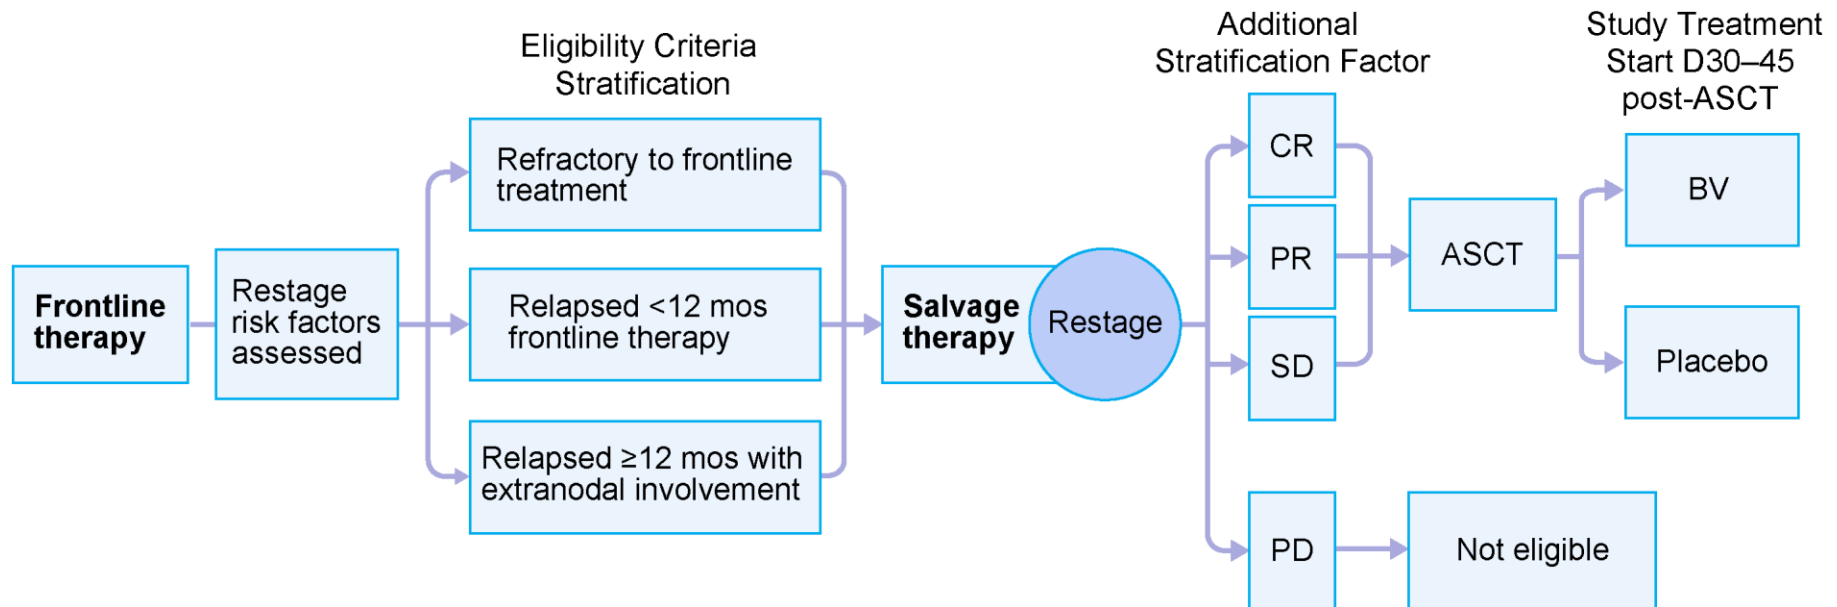 Eligibility Criteria
Stratification
Additional
Stratification Factor
Study Treatment
Start D30–45
post-ASCT
Frontline
therapy
Restage
risk factors
assessed
Refractory to frontline
treatment
Relapsed <12 mos
frontline therapy
Relapsed ≥12 mos with
extranodal involvement
Salvage
therapy
Restage
CR
PR
SD
PD
ASCT
Not eligible
BV
Placebo